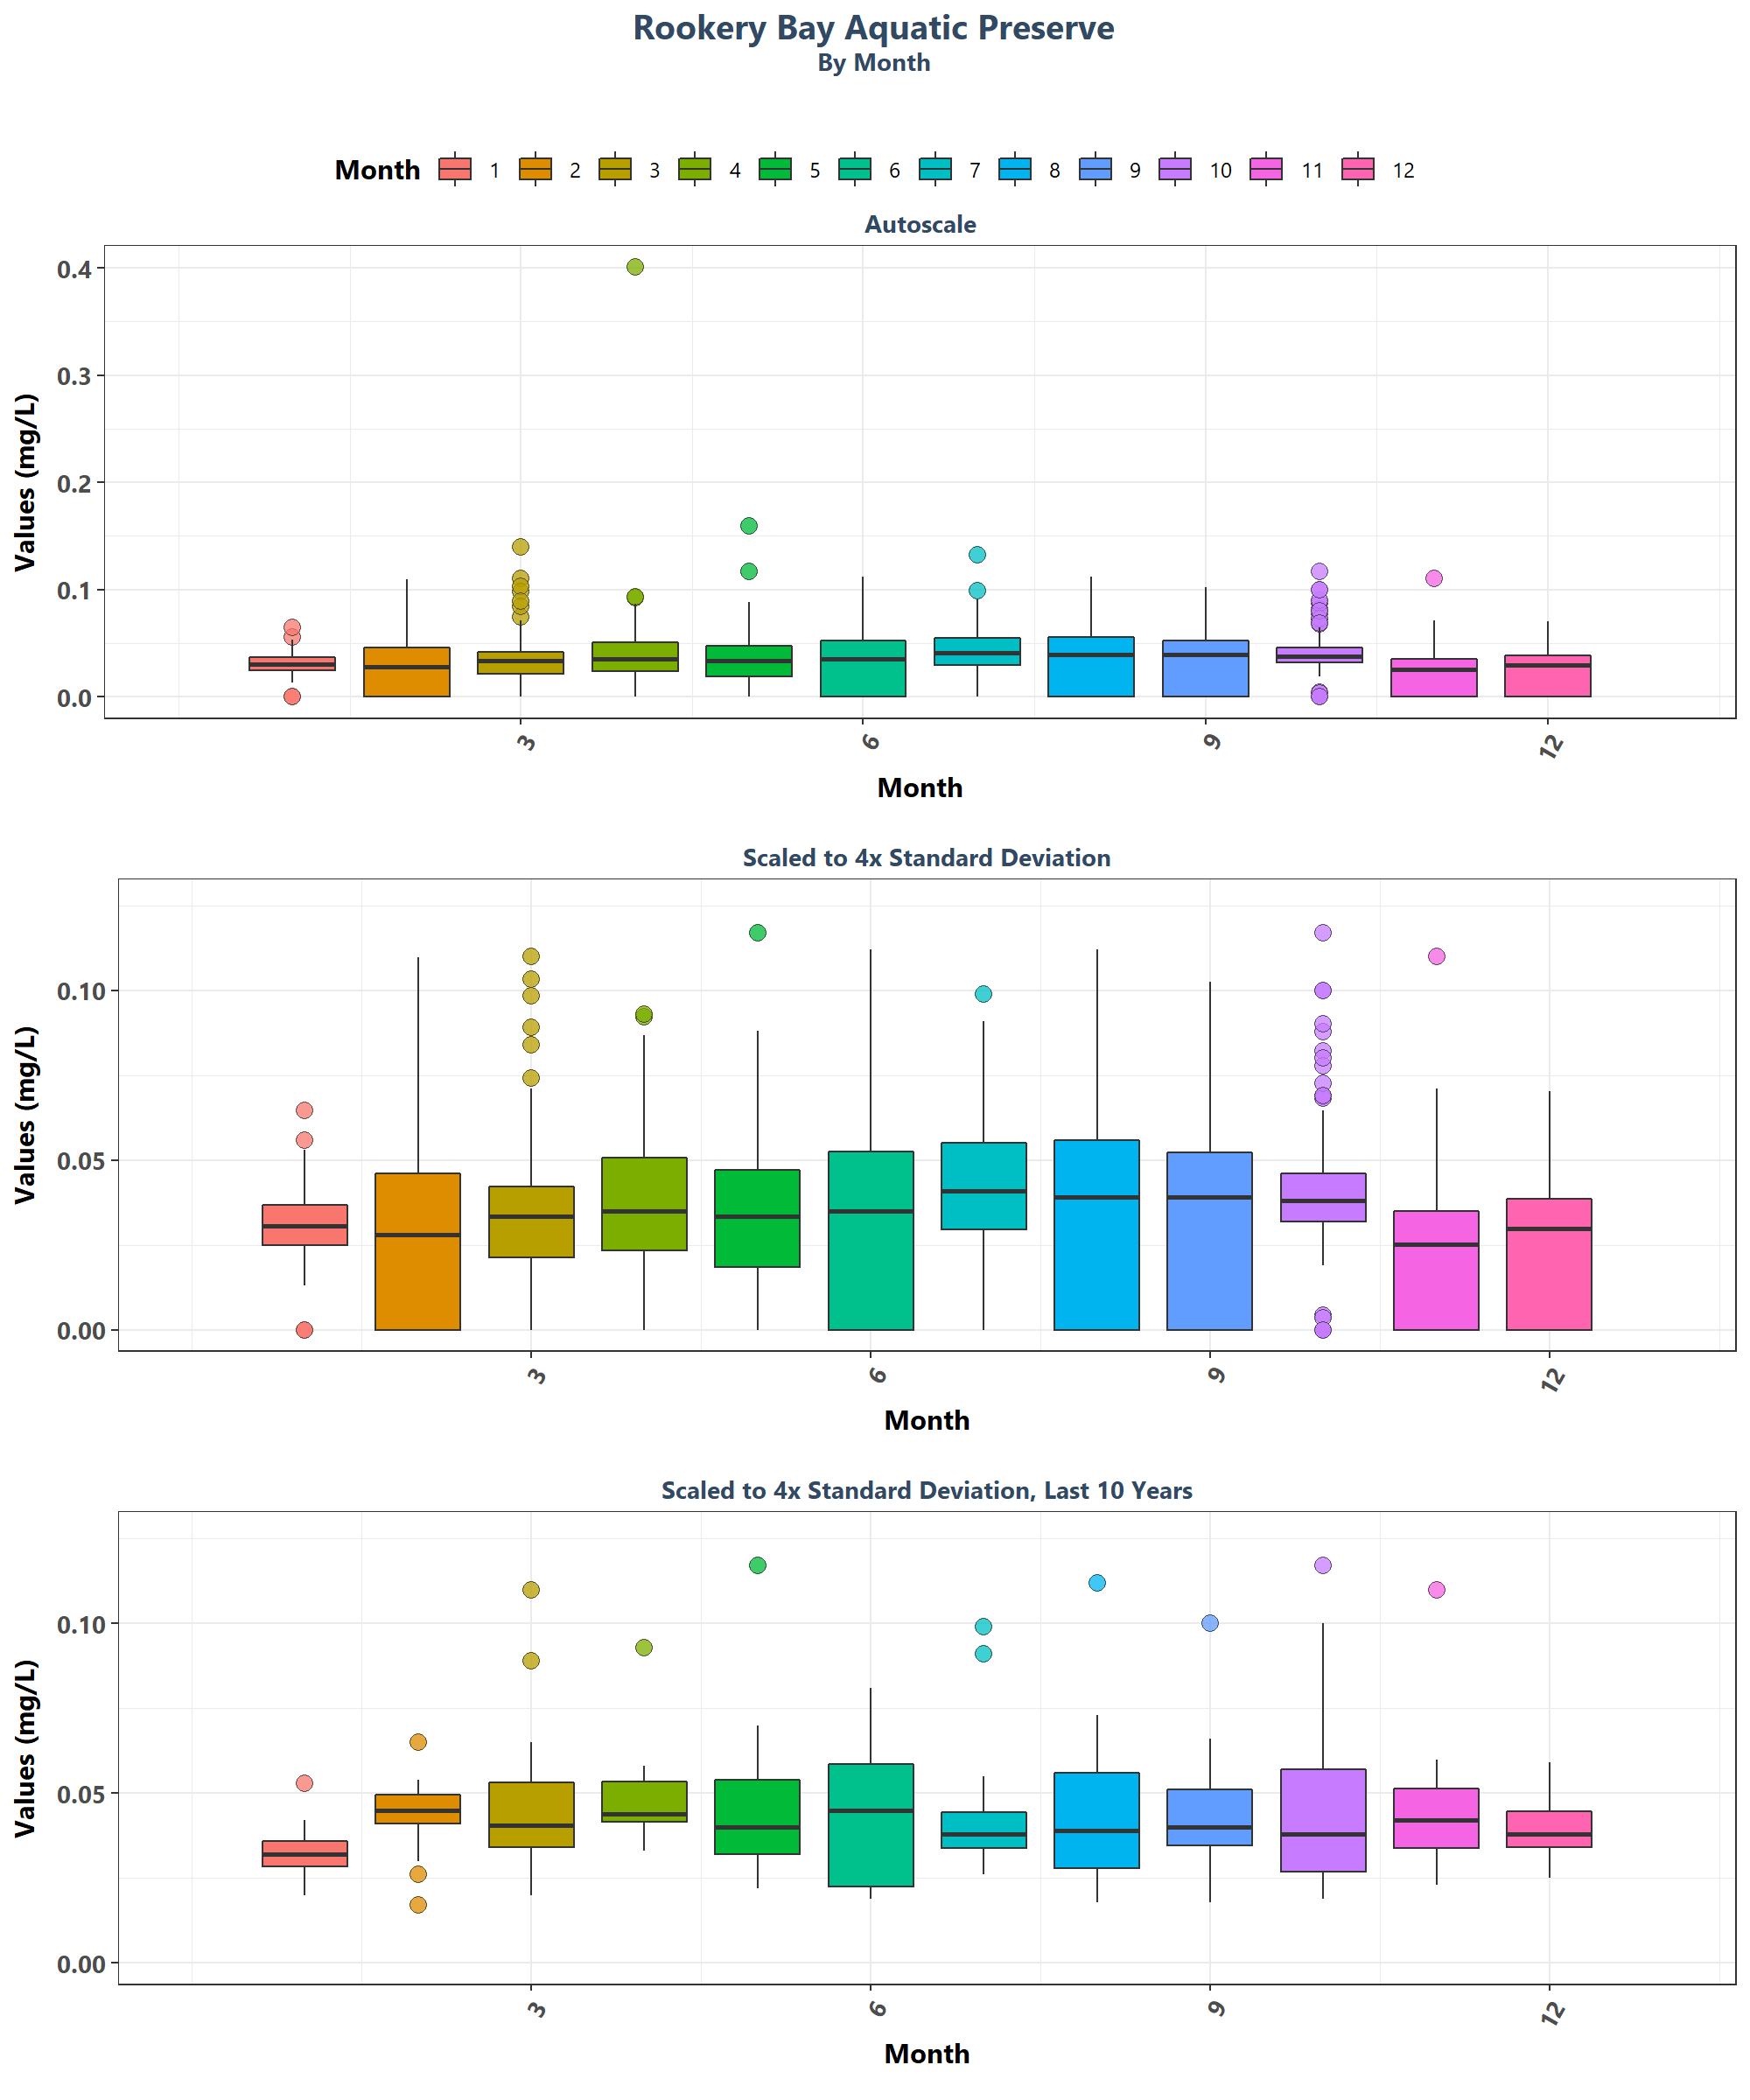 Rookery Bay Aquatic Preserve
By Month
Month 1 2 3 4 5 6 7 8 9 10 11 12
Autoscale
Values (mg/L)
0.4
0.3
0.2
0.1
0.0
3 6 9 12
Month
Scaled to 4x Standard Deviation
Values (mg/L)
0.10
0.05
0.00
3 6 9 12
Month
Scaled to 4x Standard Deviation, Last 10 Years
Values (mg/L)
0.10
0.05
0.00
3 6 9 12
Month